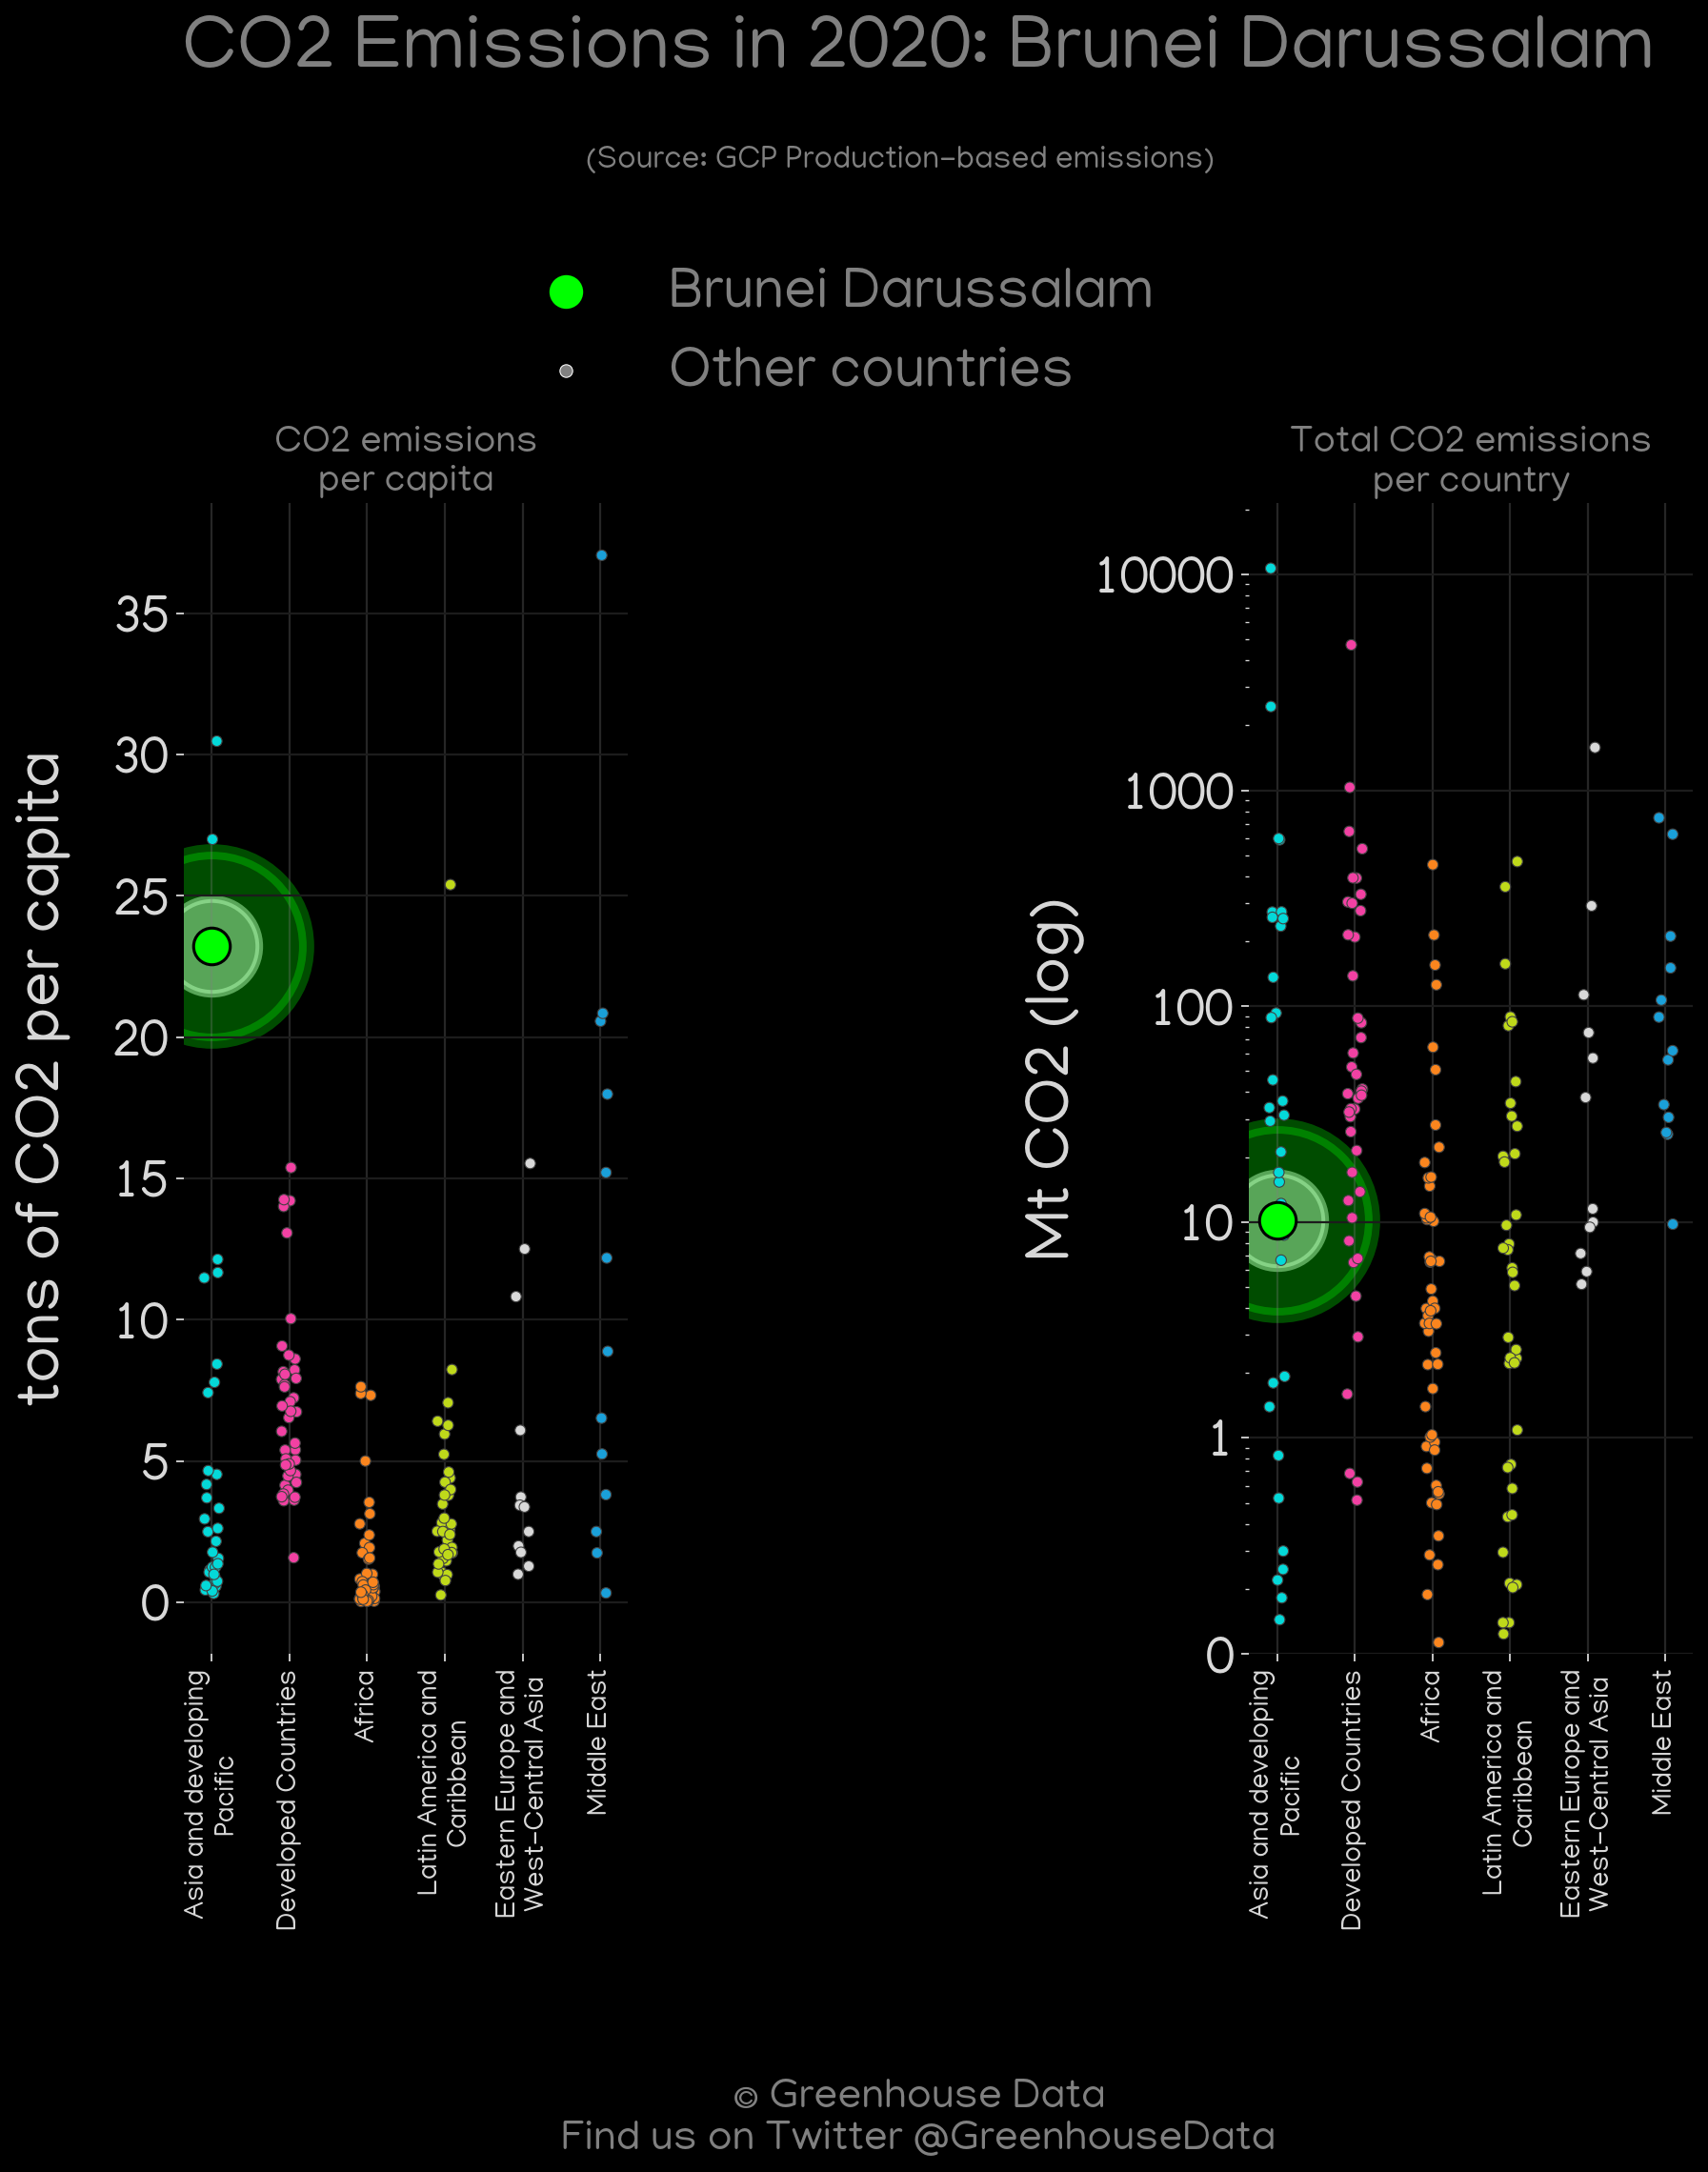 CO2 Emissions in 2020: Brunei Darussalam
(Source: GCP Production-based emissions)
Brunei Darussalam
Other countries
CO2 emissions
per capita
tons of CO2 per capita
35
30
25
20
15
10
5
0
Asia and developing
Pacific
Developed Countries
Africa
Latin America and
Caribbean
Eastern Europe and
West-Central Asia
Middle East
Total CO2 emissions
per country
Mt CO2 (log)
10000
1000
100
10
1
0
Asia and developing
Pacific
Developed Countries
Africa
Latin America and
Caribbean
Eastern Europe and
West-Central Asia
Middle East
© Greenhouse Data
Find us on Twitter @GreenhouseData